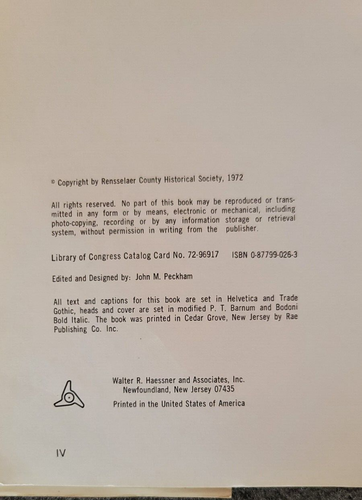 © Copyright by Rensselaer County Historical Society, 1972
All rights reserved. No part of this book may be reproduced or trans-
mitted in any form or by means, electronic or mechanical, including
photo-copying, recording or by any information storage or retrieval
system, without permission in writing from the publisher.
Library of Congress Catalog Card No. 72-96917 ISBN 0-87799-026-3
Edited and Designed by: John M. Peckham
All text and captions for this book are set in Helvetica and Trade
Gothic, heads and cover are set in modified P. T. Barnum and Bodoni
Bold Italic. The book was printed in Cedar Grove, New Jersey by Rae
Publishing Co. Inc.
Walter R. Haessner and Associates, Inc.
Newfoundland, New Jersey 07435
Printed in the United States of America
IV